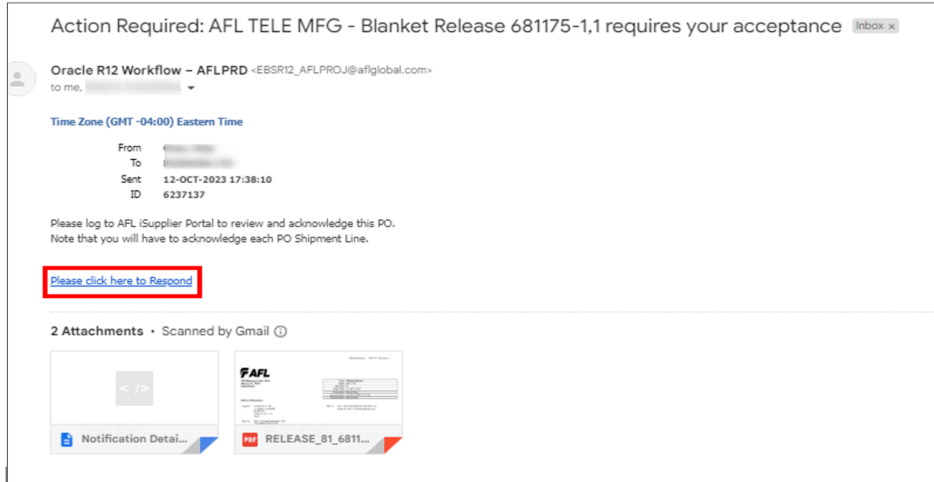 Action Required: AFL TELE MFG - Blanket Release 681175-1,1 requires your acceptance Inbox x
Oracle R12 Workflow – AFLPRD <EBSR12_AFLPROJ@aflglobal.com>
to me,
Time Zone (GMT -04:00) Eastern Time
From
To
Sent 12-OCT-2023 17:38:10
ID 6237137
Please log to AFL iSupplier Portal to review and acknowledge this PO.
Note that you will have to acknowledge each PO Shipment Line.
Please click here to Respond
2 Attachments • Scanned by Gmail
</>
AFL
Notification Detai...
PDF RELEASE_81_6811...